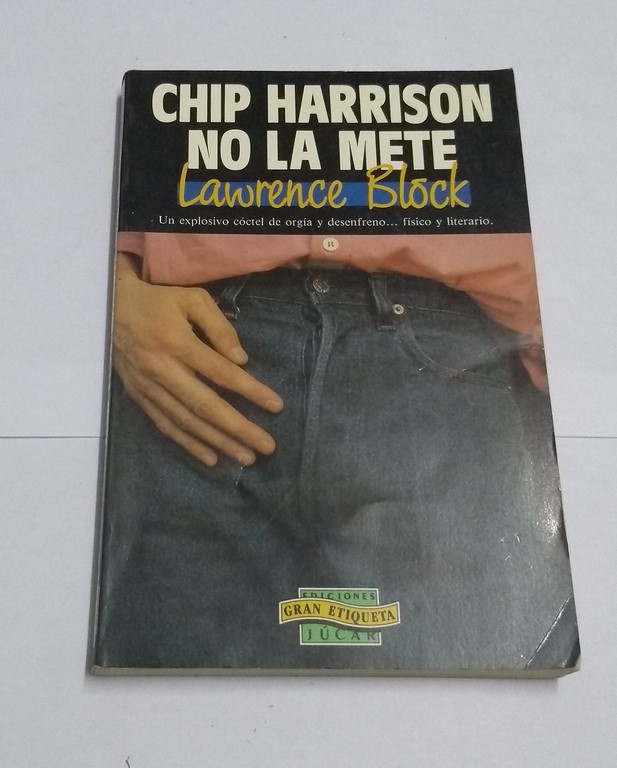 CHIP HARRISON
NO LA METE
Lawrence Block
Un explosivo cóctel de orgía y desenfreno... físico y literario.
EDICIONES
GRAN ETIQUETA
JÚCAR